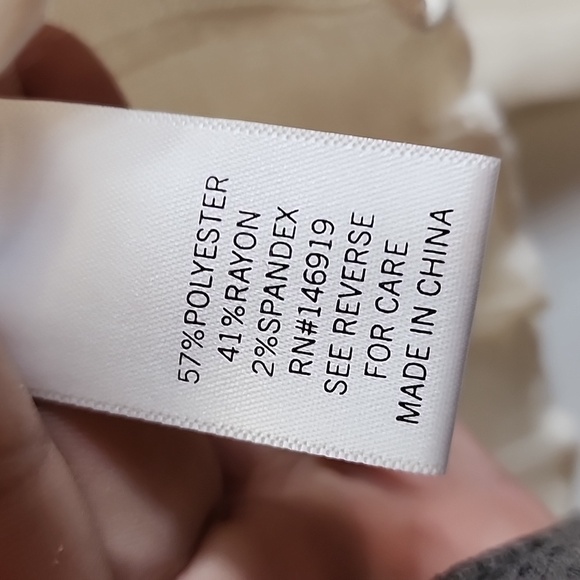 57%POLYESTER
41%RAYON
2%SPANDEX
RN#146919
SEE REVERSE
FOR CARE
MADE IN CHINA